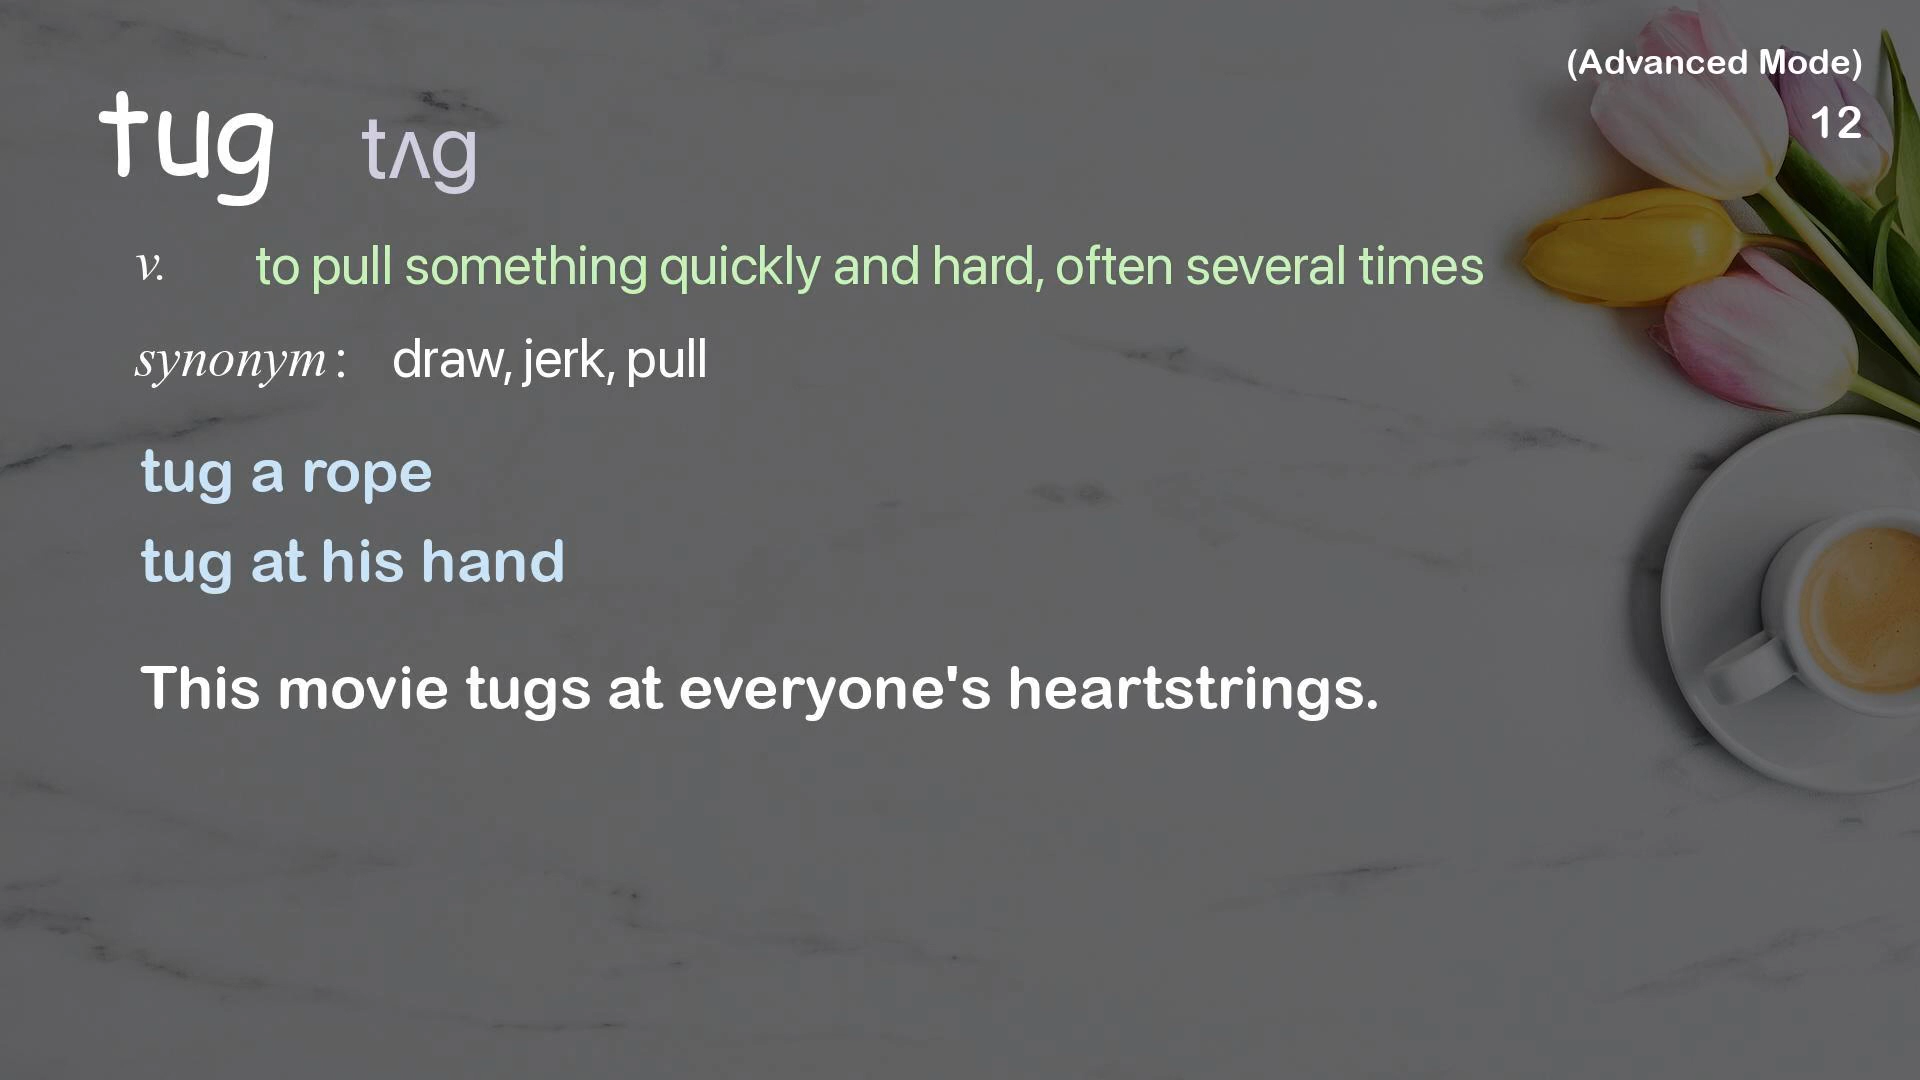 (Advanced Mode)
12
tug tʌg
v. to pull something quickly and hard, often several times
synonym: draw, jerk, pull
tug a rope
tug at his hand
This movie tugs at everyone's heartstrings.